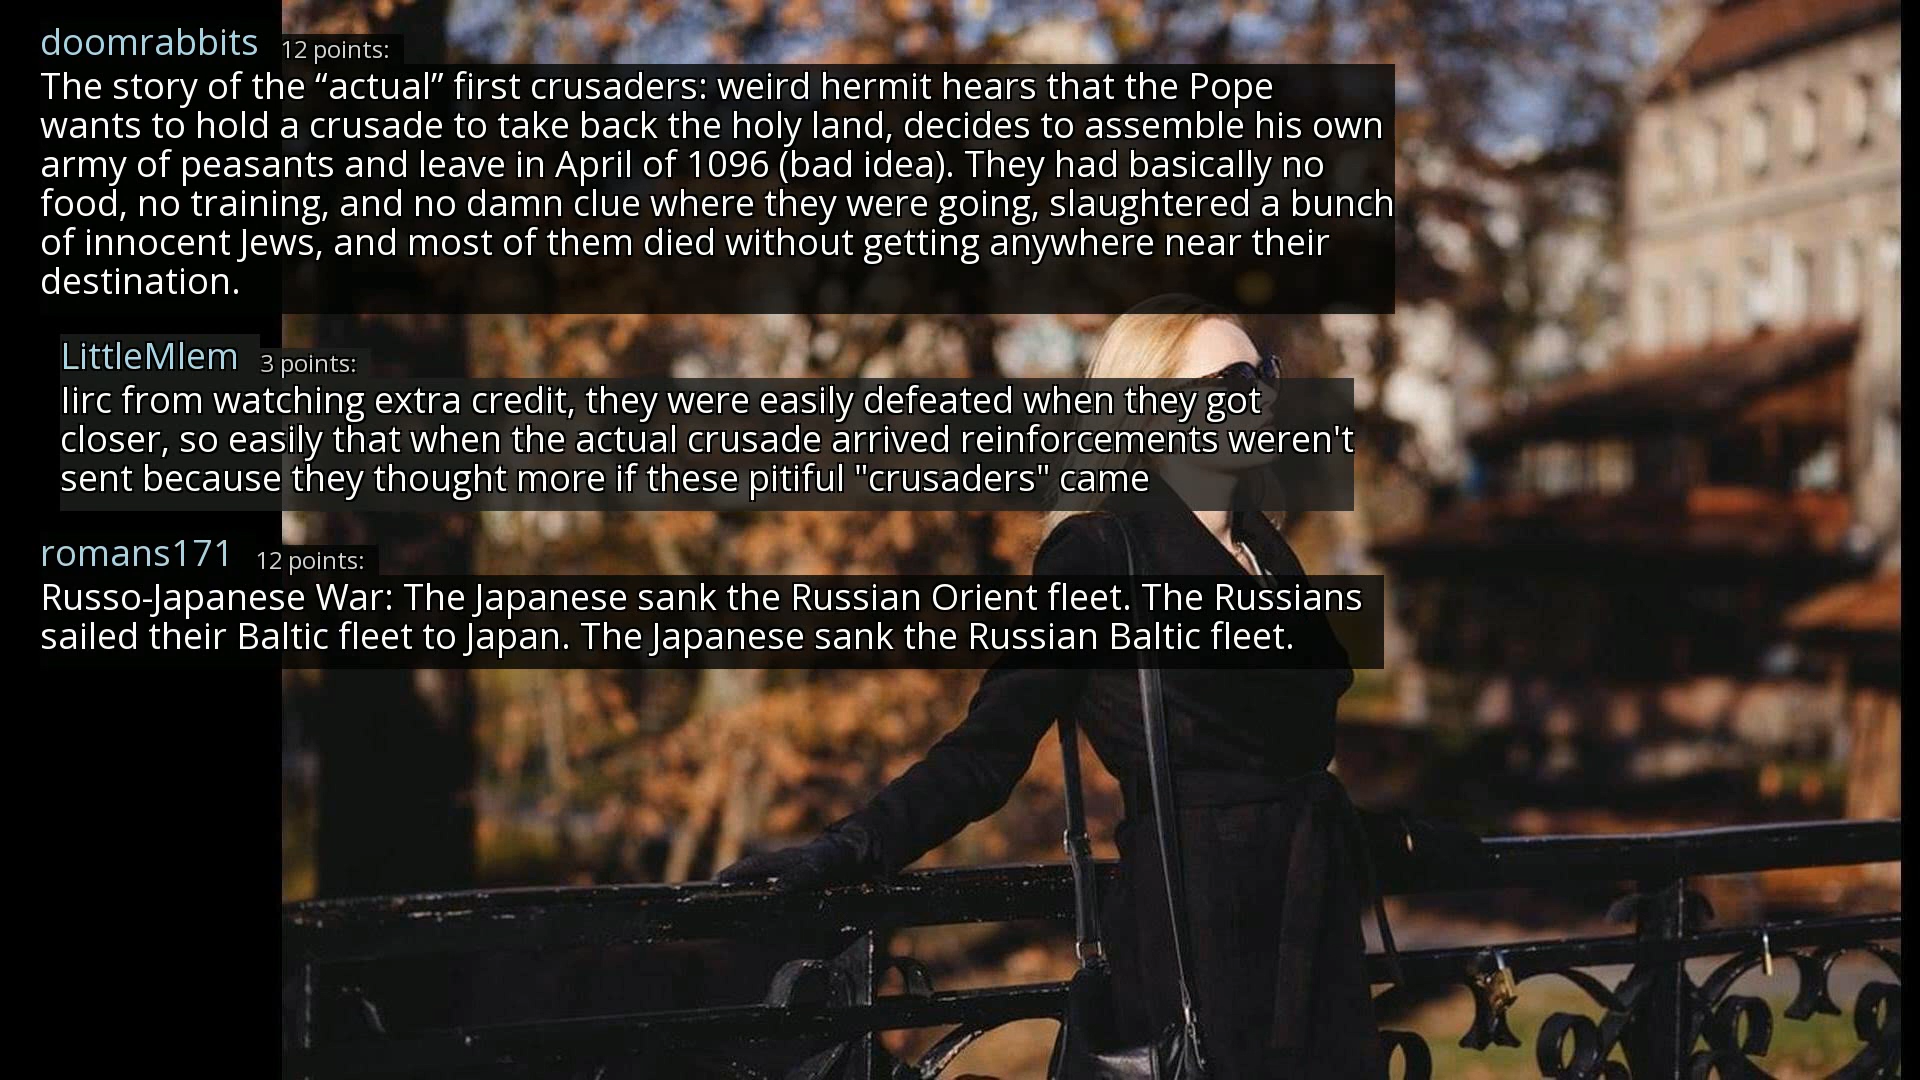 doomrabbits 12 points:
The story of the “actual” first crusaders: weird hermit hears that the Pope
wants to hold a crusade to take back the holy land, decides to assemble his own
army of peasants and leave in April of 1096 (bad idea). They had basically no
food, no training, and no damn clue where they were going, slaughtered a bunch
of innocent Jews, and most of them died without getting anywhere near their
destination.
LittleMlem 3 points:
Iirc from watching extra credit, they were easily defeated when they got
closer, so easily that when the actual crusade arrived reinforcements weren't
sent because they thought more if these pitiful "crusaders" came
romans171 12 points:
Russo-Japanese War: The Japanese sank the Russian Orient fleet. The Russians
sailed their Baltic fleet to Japan. The Japanese sank the Russian Baltic fleet.